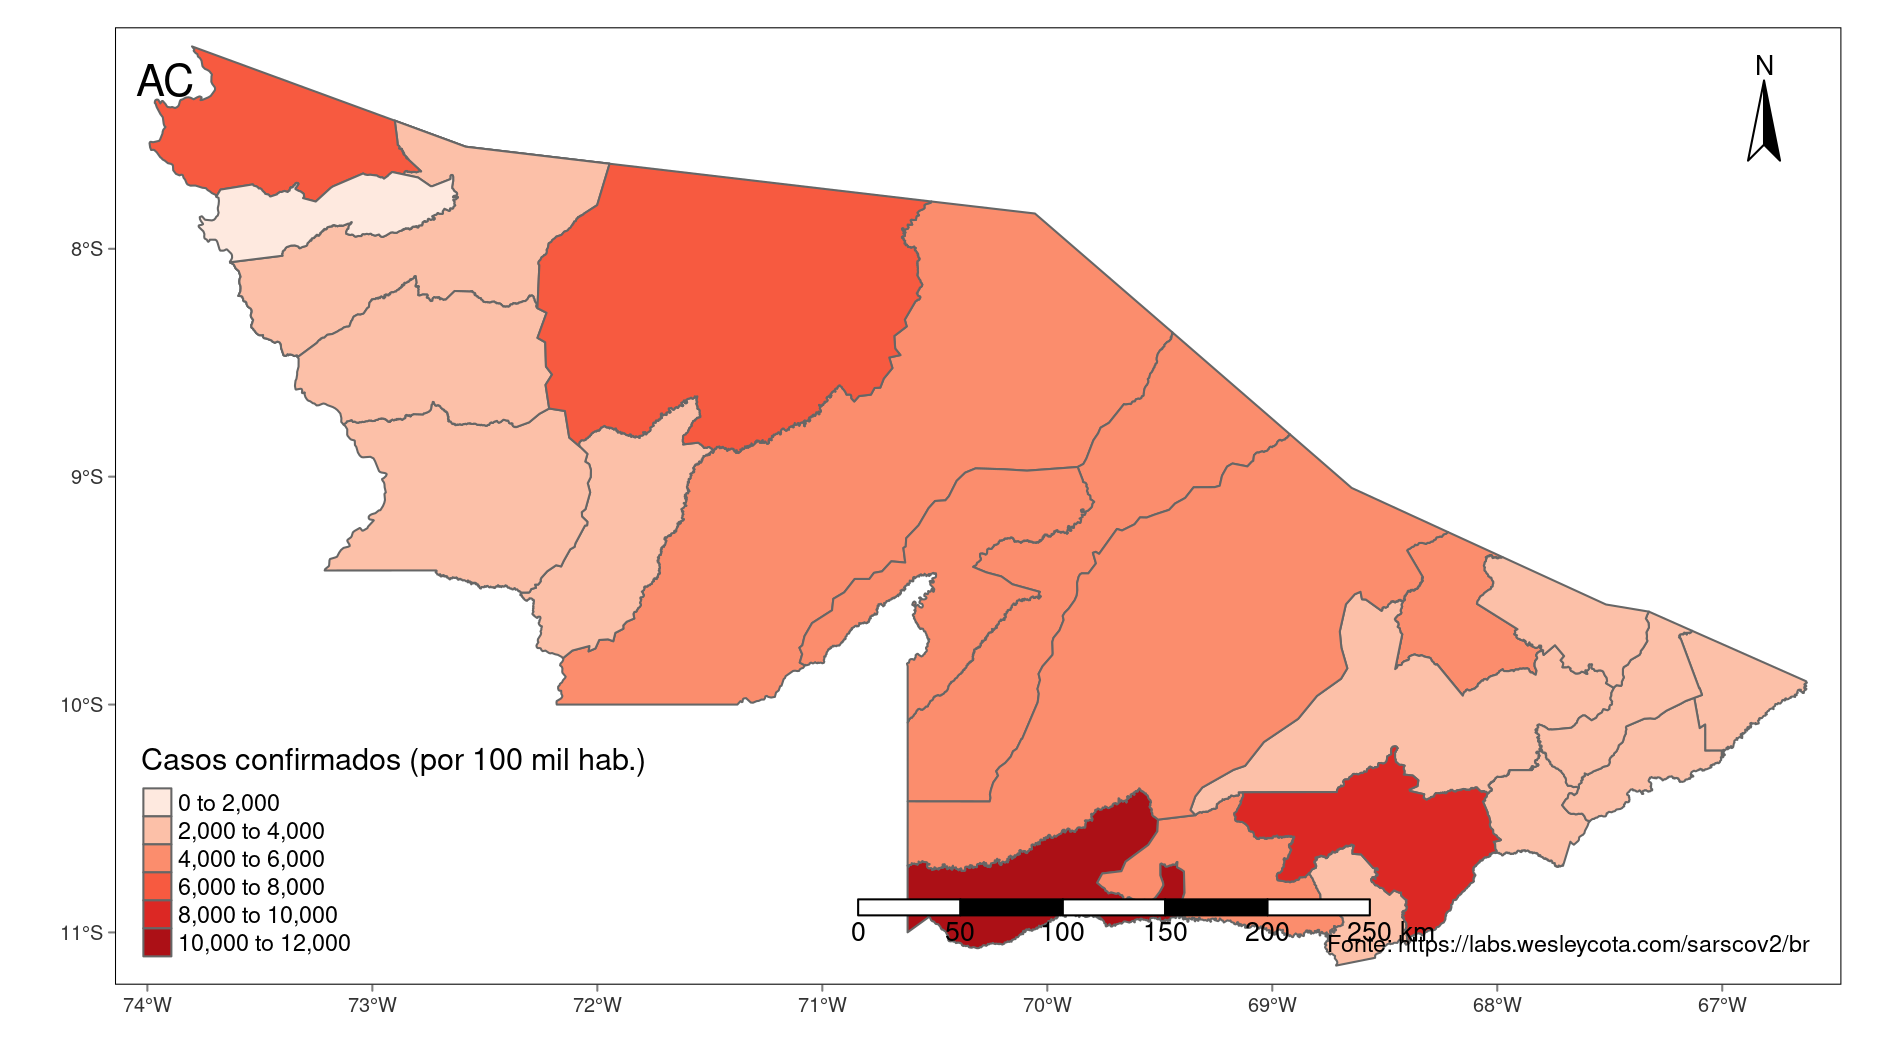 AC
N
8°S
9°S
10°S
11°S
Casos confirmados (por 100 mil hab.)
0 to 2,000
2,000 to 4,000
4,000 to 6,000
6,000 to 8,000
8,000 to 10,000
10,000 to 12,000
0 50 100 150 200 250 km
Fonte: https://labs.wesleycota.com/sarscov2/br
74°W 73°W 72°W 71°W 70°W 69°W 68°W 67°W